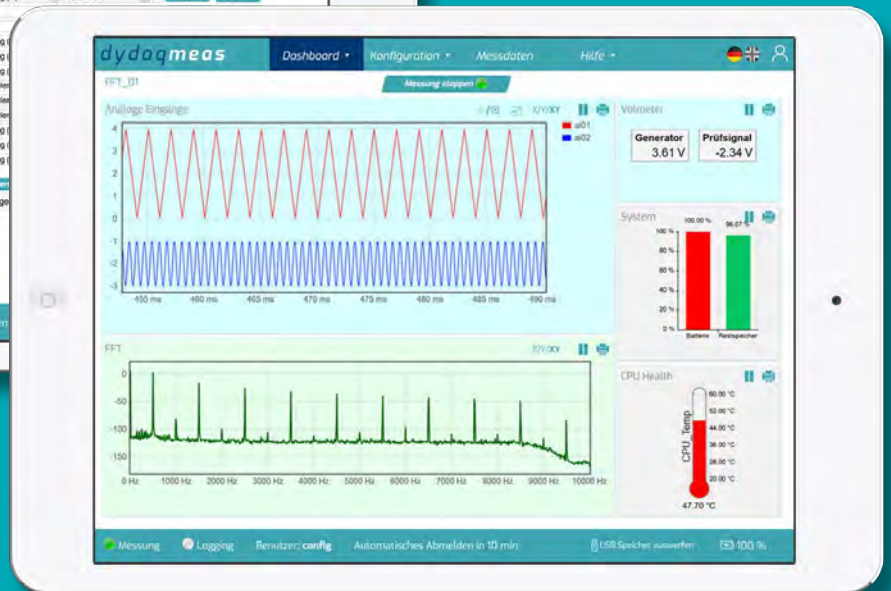 dydaqmeas Dashboard Konfiguration Messdaten Hilfe
FFT_01 Messung stoppen
Analoge Eingänge X/Y/XY
ai01
ai02
4
3
2
1
0
-1
-2
-3
455 ms 460 ms 465 ms 470 ms 475 ms 480 ms 485 ms 490 ms
Voltmeter
Generator
3.61 V
Prüfsignal
-2.34 V
System
100.00 % 96.07 %
100 %
80 %
60 %
40 %
20 %
0 %
Batterie Restspeicher
FFT X/Y/XY
0
-50
-100
-150
0 Hz 1000 Hz 2000 Hz 3000 Hz 4000 Hz 5000 Hz 6000 Hz 7000 Hz 8000 Hz 9000 Hz 10000 Hz
CPU Health
CPU_Temp
60.00 °C
52.00 °C
44.00 °C
36.00 °C
28.00 °C
20.00 °C
47.70 °C
Messung Logging Benutzer: config Automatisches Abmelden in 10 min USB Speicher auswerfen 100 %